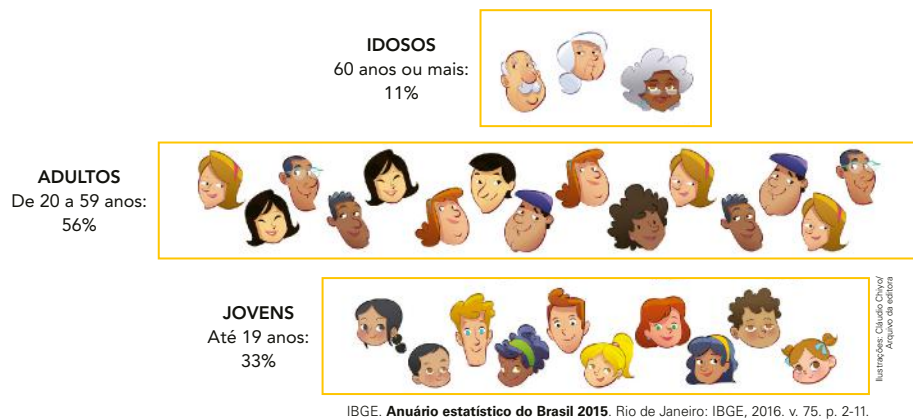 IDOSOS
60 anos ou mais:
11%
ADULTOS
De 20 a 59 anos:
56%
JOVENS
Até 19 anos:
33%
Ilustrações: Cláudio Chiyo/
Arquivo da editora
IBGE. Anuário estatístico do Brasil 2015. Rio de Janeiro: IBGE, 2016. v. 75. p. 2-11.